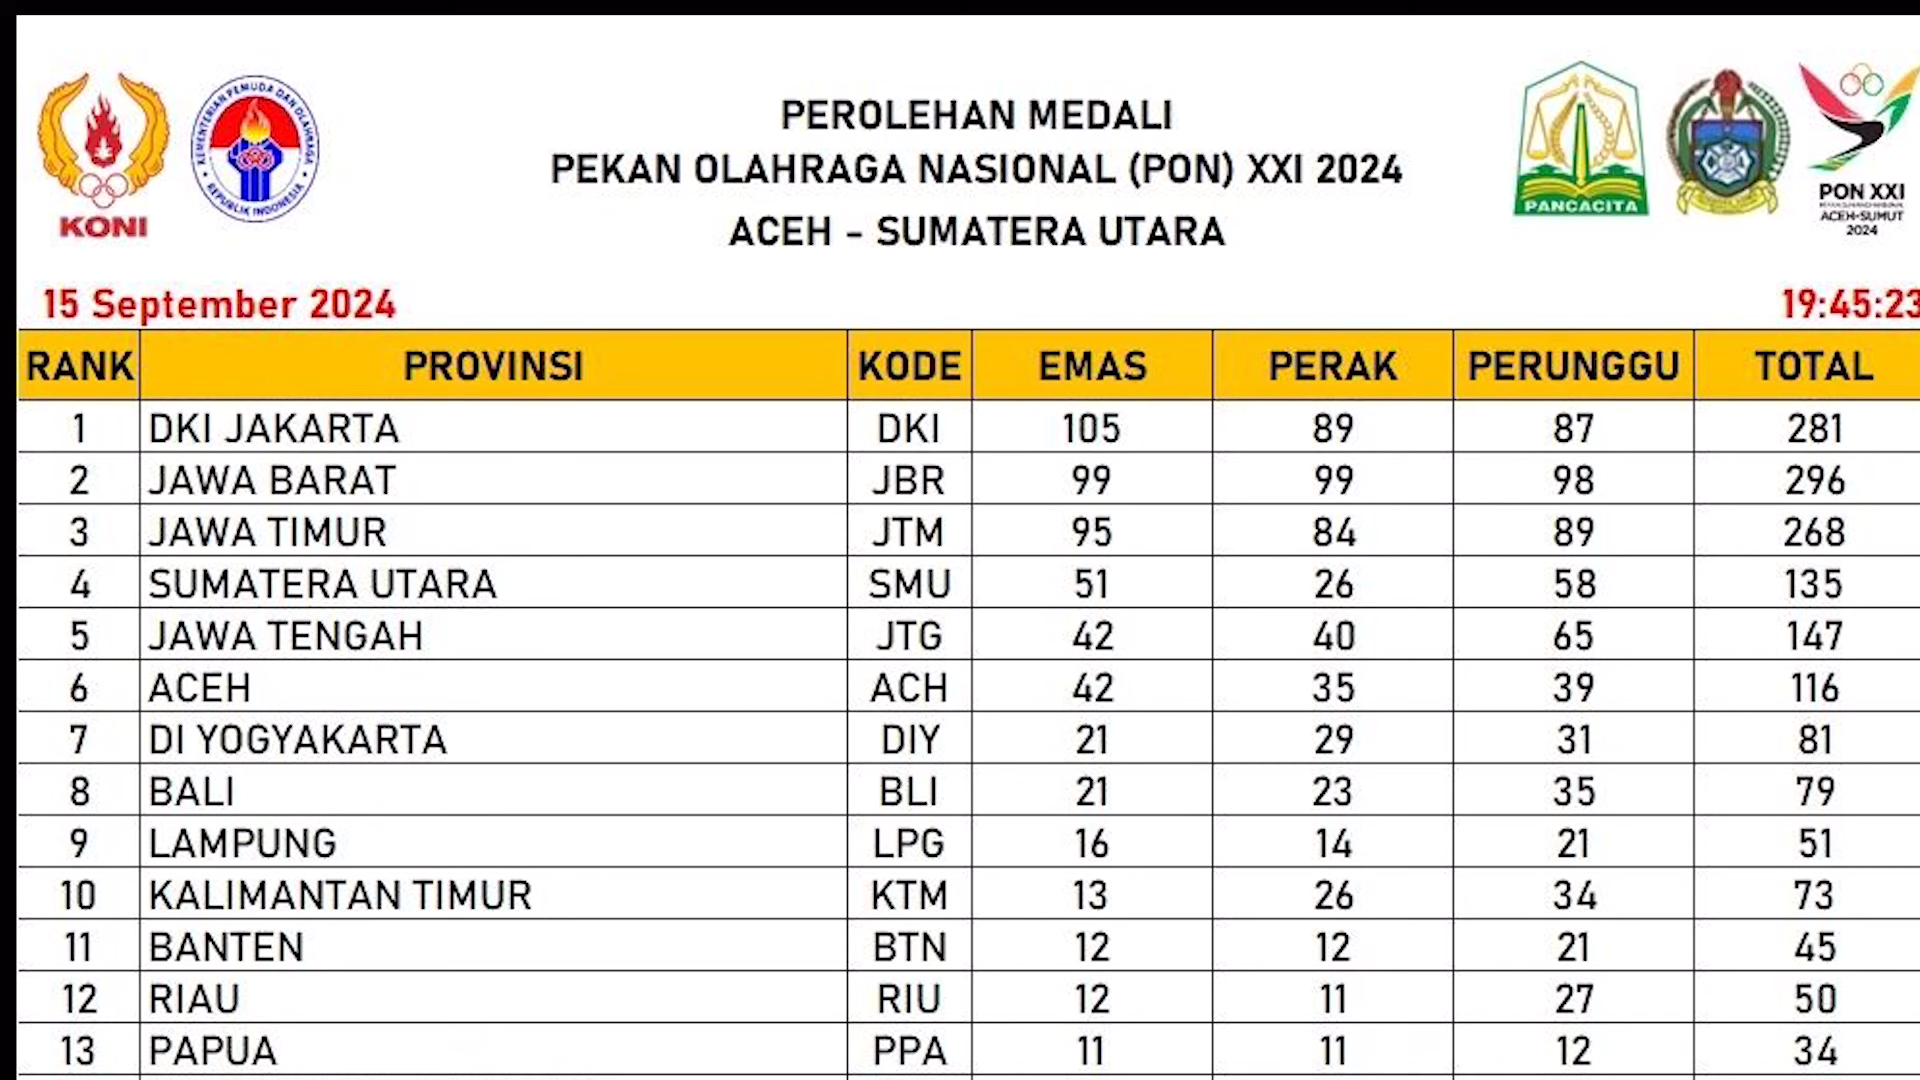 PEROLEHAN MEDALI
PEKAN OLAHRAGA NASIONAL (PON) XXI 2024
ACEH - SUMATERA UTARA
KONI
KEMENTERIAN PEMUDA DAN OLAHRAGA
REPUBLIK INDONESIA
PANCACITA
PON XXI
ACEH-SUMUT
2024
15 September 2024 19:45:23
RANK PROVINSI KODE EMAS PERAK PERUNGGU TOTAL
1 DKI JAKARTA DKI 105 89 87 281
2 JAWA BARAT JBR 99 99 98 296
3 JAWA TIMUR JTM 95 84 89 268
4 SUMATERA UTARA SMU 51 26 58 135
5 JAWA TENGAH JTG 42 40 65 147
6 ACEH ACH 42 35 39 116
7 DI YOGYAKARTA DIY 21 29 31 81
8 BALI BLI 21 23 35 79
9 LAMPUNG LPG 16 14 21 51
10 KALIMANTAN TIMUR KTM 13 26 34 73
11 BANTEN BTN 12 12 21 45
12 RIAU RIU 12 11 27 50
13 PAPUA PPA 11 11 12 34